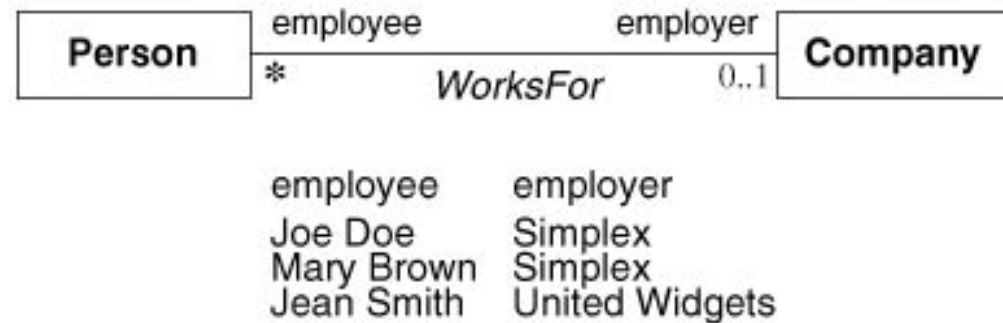 employee employer
Person Company
* WorksFor 0..1
employee employer
Joe Doe Simplex
Mary Brown Simplex
Jean Smith United Widgets